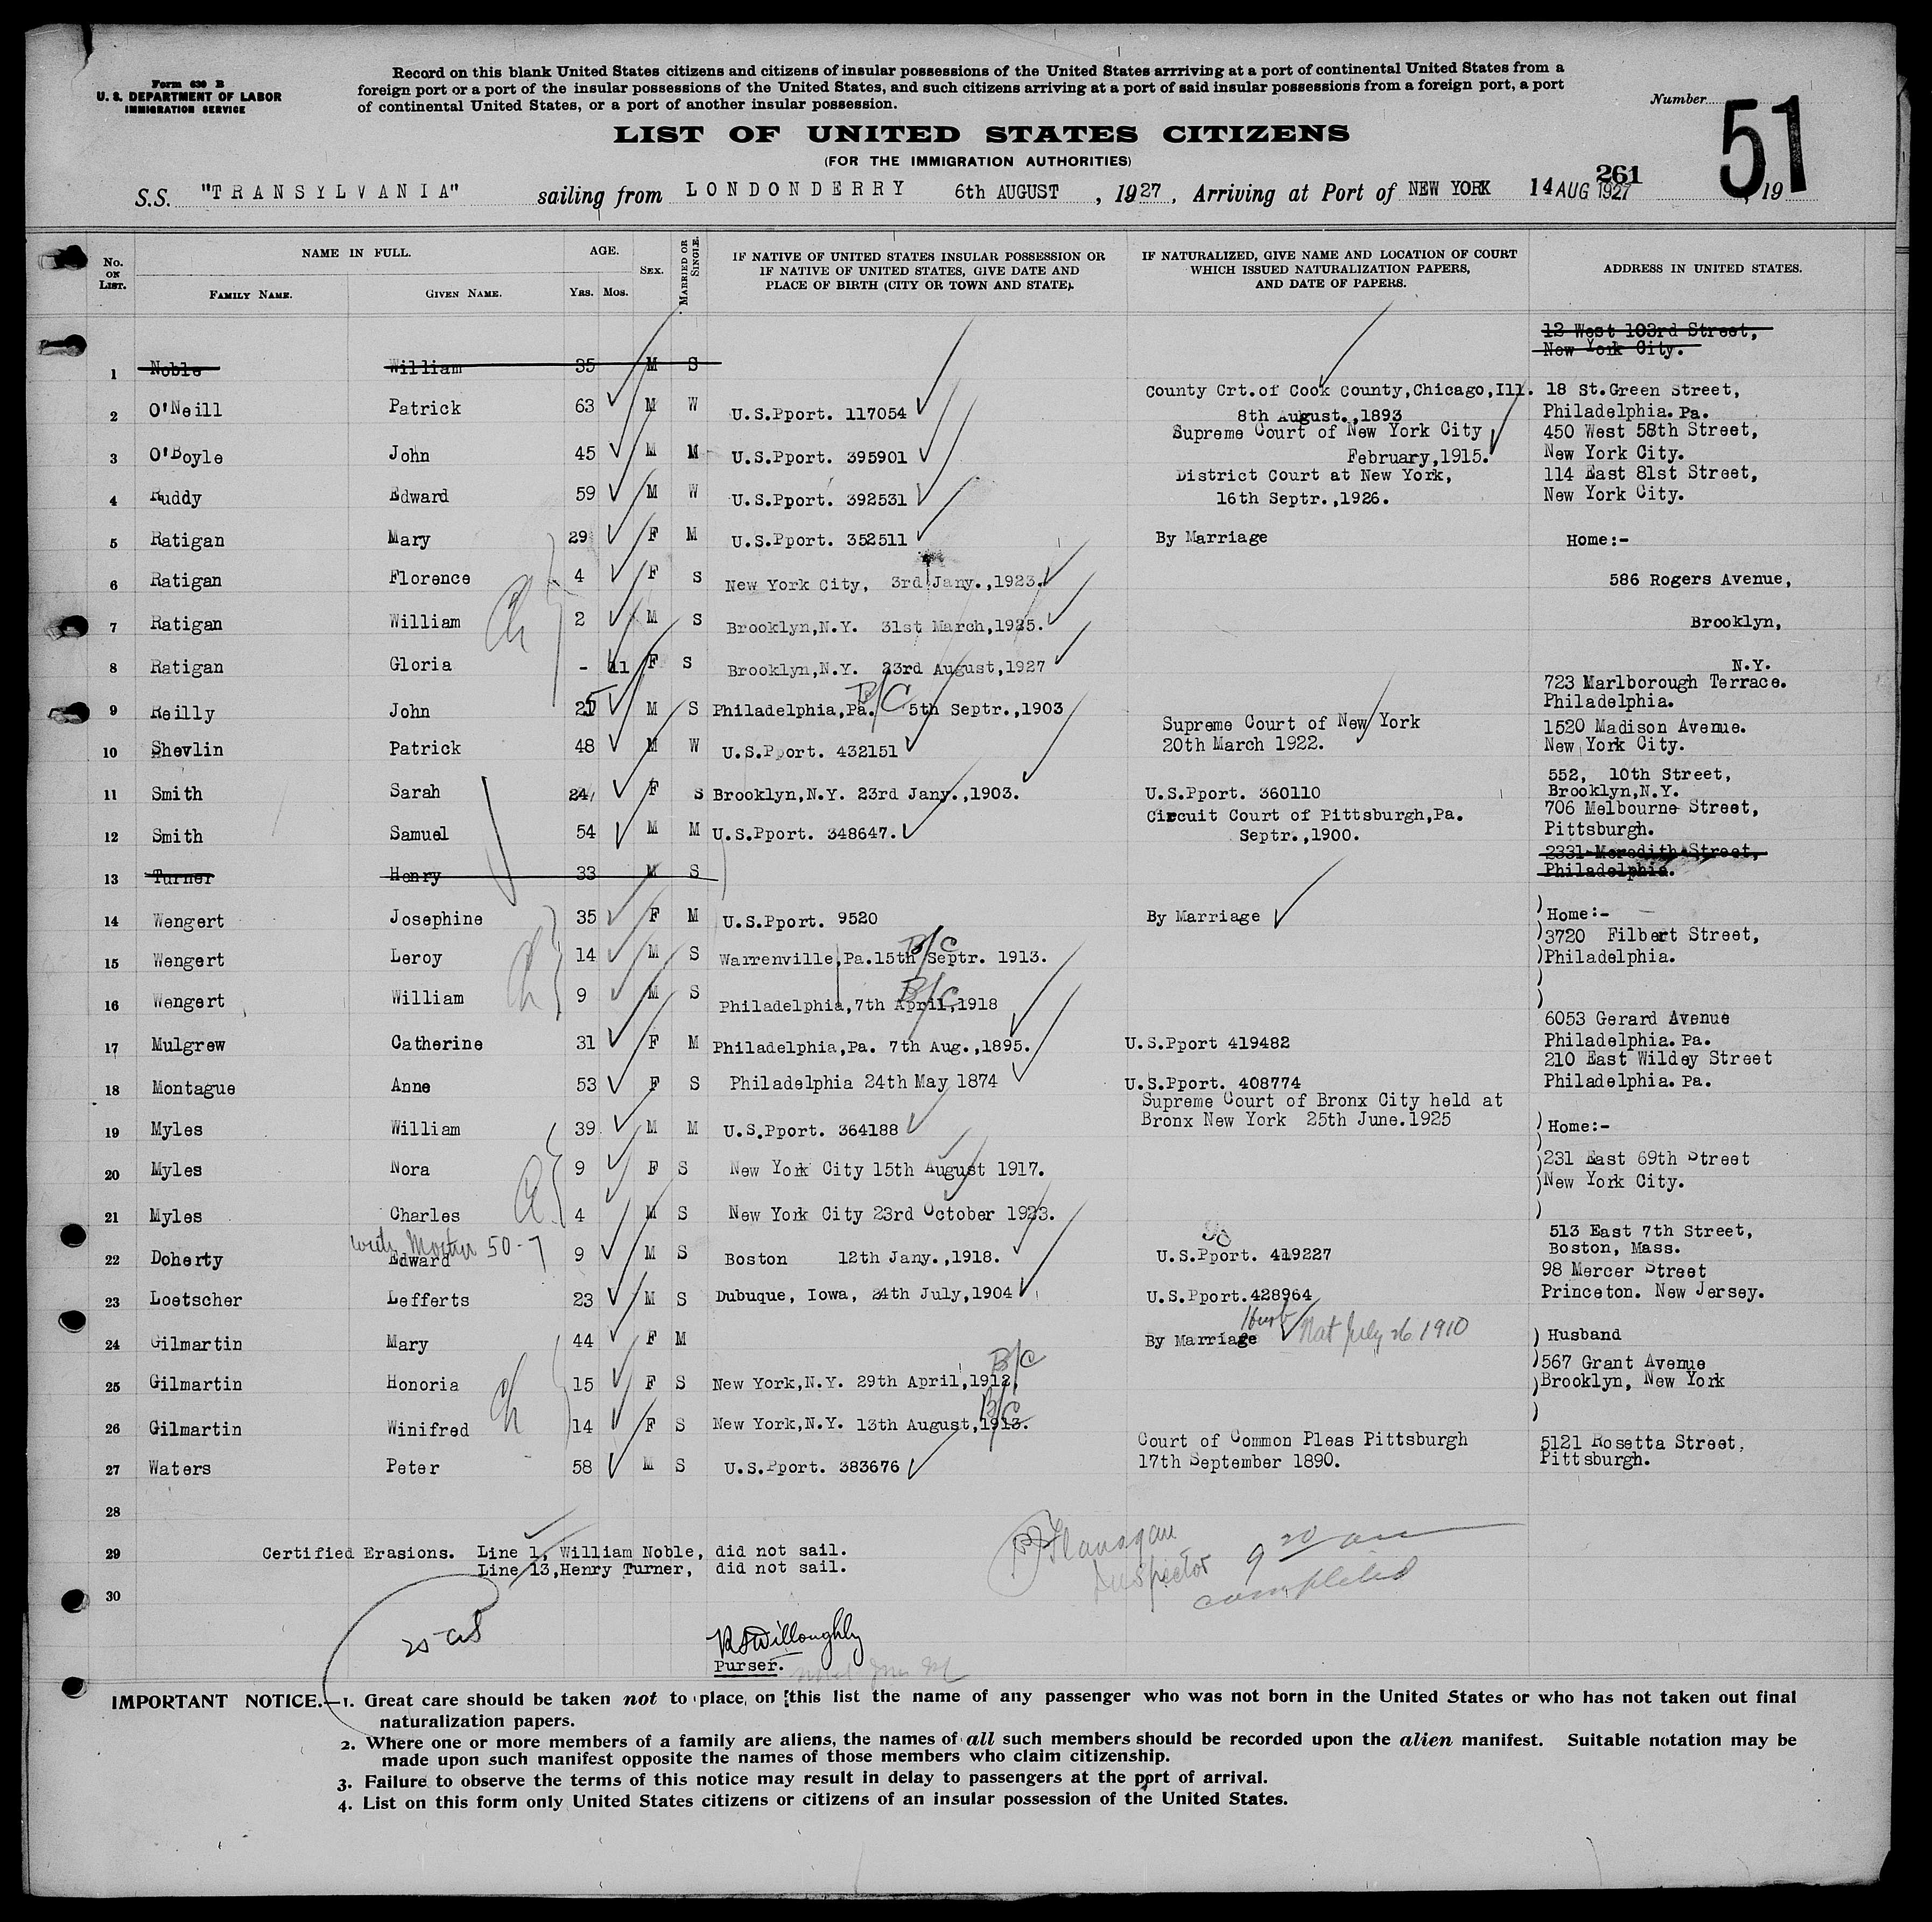 Form 630 B
U. S. DEPARTMENT OF LABOR
IMMIGRATION SERVICE
Record on this blank United States citizens and citizens of insular possessions of the United States arrriving at a port of continental United States from a
foreign port or a port of the insular possessions of the United States, and such citizens arriving at a port of said insular possessions from a foreign port, a port
of continental United States, or a port of another insular possession.
Number
51
LIST OF UNITED STATES CITIZENS
(FOR THE IMMIGRATION AUTHORITIES)
261
S.S. "TRANSYLVANIA" sailing from LONDONDERRY 6th AUGUST , 1927 , Arriving at Port of NEW YORK 14 AUG 1927 , 19
No. ON LIST.
NAME IN FULL.
FAMILY NAME.
GIVEN NAME.
AGE.
Yrs. Mos.
SEX.
MARRIED OR SINGLE.
IF NATIVE OF UNITED STATES INSULAR POSSESSION OR
IF NATIVE OF UNITED STATES, GIVE DATE AND
PLACE OF BIRTH (CITY OR TOWN AND STATE).
IF NATURALIZED, GIVE NAME AND LOCATION OF COURT
WHICH ISSUED NATURALIZATION PAPERS,
AND DATE OF PAPERS.
ADDRESS IN UNITED STATES.
12 West 103rd Street,
New York City.
1 Noble William 35 M S
County Crt.of Cook County,Chicago,Ill. 18 St.Green Street,
2 O'Neill Patrick 63 M W U.S.Pport. 117054 8th August.,1893 Philadelphia. Pa.
Supreme Court of New York City 450 West 58th Street,
3 O'Boyle John 45 M M U.S.Pport. 395901 February,1915. New York City.
District Court at New York, 114 East 81st Street,
4 Ruddy Edward 59 M W U.S.Pport. 392531 16th Septr.,1926. New York City.
5 Ratigan Mary 29 F M U.S.Pport. 352511 By Marriage Home:-
6 Ratigan Florence 4 F S New York City, 3rd Jany.,1923. 586 Rogers Avenue,
Ch
7 Ratigan William 2 M S Brooklyn,N.Y. 31st March,1925. Brooklyn,
8 Ratigan Gloria - 11 F S Brooklyn,N.Y. 23rd August,1927 N.Y.
B/C 723 Marlborough Terrace.
9 Reilly John 25 M S Philadelphia,Pa. 5th Septr.,1903 Philadelphia.
Supreme Court of New York 1520 Madison Avenue.
10 Shevlin Patrick 48 M W U.S.Pport. 432151 20th March 1922. New York City.
552, 10th Street,
11 Smith Sarah 24 F S Brooklyn,N.Y. 23rd Jany.,1903. U.S.Pport. 360110 Brooklyn,N.Y.
Circuit Court of Pittsburgh,Pa. 706 Melbourne Street,
12 Smith Samuel 54 M M U.S.Pport. 348647. Septr.,1900. Pittsburgh.
2331 Meredith Street,
13 Turner Henry 33 M S Philadelphia.
14 Wengert Josephine 35 F M U.S.Pport. 9520 By Marriage ) Home:-
)3720 Filbert Street,
B/C
15 Wengert Leroy 14 M S Warrenville,Pa.15th Septr. 1913. )Philadelphia.
Ch )
B/C
16 Wengert William 9 M S Philadelphia,7th April,1918 )
6053 Gerard Avenue
17 Mulgrew Catherine 31 F M Philadelphia,Pa. 7th Aug.,1895. U.S.Pport 419482 Philadelphia. Pa.
210 East Wildey Street
18 Montague Anne 53 F S Philadelphia 24th May 1874 U.S.Pport. 408774 Philadelphia. Pa.
Supreme Court of Bronx City held at
19 Myles William 39 M M U.S.Pport. 364188 Bronx New York 25th June.1925 ) Home:-
)
20 Myles Nora 9 F S New York City 15th August 1917. )231 East 69th Street
)New York City.
21 Myles Charles 4 M S New York City 23rd October 1923. )
with Mother 50-7 513 East 7th Street,
22 Doherty Edward 9 M S Boston 12th Jany.,1918. U.S.Pport. 419227 Boston, Mass.
98 Mercer Street
23 Loetscher Lefferts 23 M S Dubuque, Iowa, 24th July,1904 U.S.Pport.428964 Princeton. New Jersey.
Husb
24 Gilmartin Mary 44 F M By Marriage Nat July 26 1910 ) Husband
B/C )567 Grant Avenue
25 Gilmartin Honoria 15 F S New York,N.Y. 29th April,1912, )Brooklyn, New York
Ch B/C
26 Gilmartin Winifred 14 F S New York,N.Y. 13th August,1913. )
Court of Common Pleas Pittsburgh 5121 Rosetta Street,
27 Waters Peter 58 M S U.S.Pport. 383676 17th September 1890. Pittsburgh.
28
29 Certified Erasions. Line 1, William Noble, did not sail.
Line 13,Henry Turner, did not sail.
30
Flanagan
Inspector
9 20 am
completed
25 cit
Willoughby
Purser.
IMPORTANT NOTICE.—1. Great care should be taken not to place on this list the name of any passenger who was not born in the United States or who has not taken out final
naturalization papers.
2. Where one or more members of a family are aliens, the names of all such members should be recorded upon the alien manifest. Suitable notation may be
made upon such manifest opposite the names of those members who claim citizenship.
3. Failure to observe the terms of this notice may result in delay to passengers at the port of arrival.
4. List on this form only United States citizens or citizens of an insular possession of the United States.